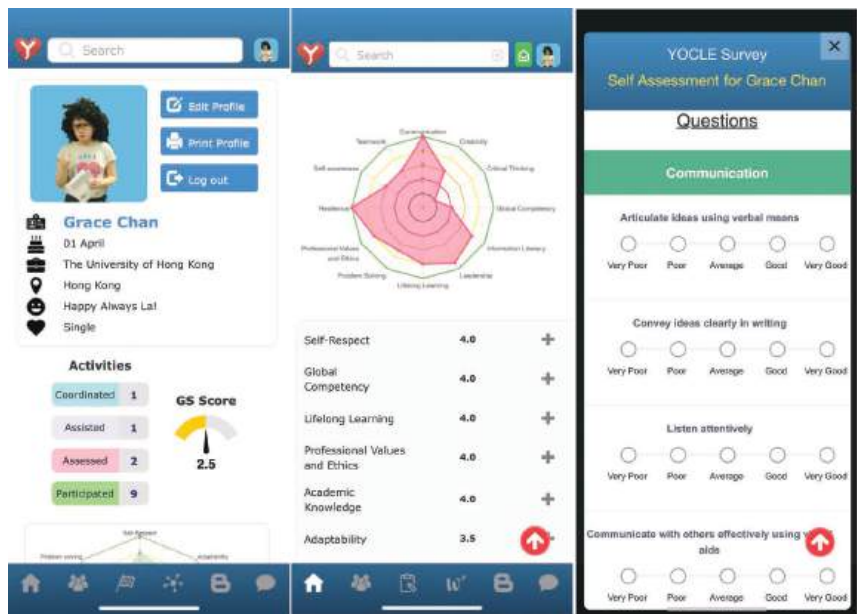 Y
Search
Edit Profile
Print Profile
Log out
Grace Chan
01 April
The University of Hong Kong
Hong Kong
Happy Always La!
Single
Activities
Coordinated 1
Assisted 1
Assessed 2
Participated 9
GS Score
2.5
Self-Respect
Problem solving
Adaptability
Y
Search
Communication
Teamwork
Creativity
Self-awareness
Critical Thinking
Resilience
Global Competency
Professional Values
and Ethics
Information Literacy
Problem Solving
Leadership
Lifelong Learning
Self-Respect 4.0
Global
Competency 4.0
Lifelong Learning 4.0
Professional Values
and Ethics 4.0
Academic
Knowledge 4.0
Adaptability 3.5
YOCLE Survey
Self Assessment for Grace Chan
Questions
Communication
Articulate ideas using verbal means
Very Poor Poor Average Good Very Good
Convey ideas clearly in writing
Very Poor Poor Average Good Very Good
Listen attentively
Very Poor Poor Average Good Very Good
Communicate with others effectively using
aids
Very Poor Poor Average Good Very Good